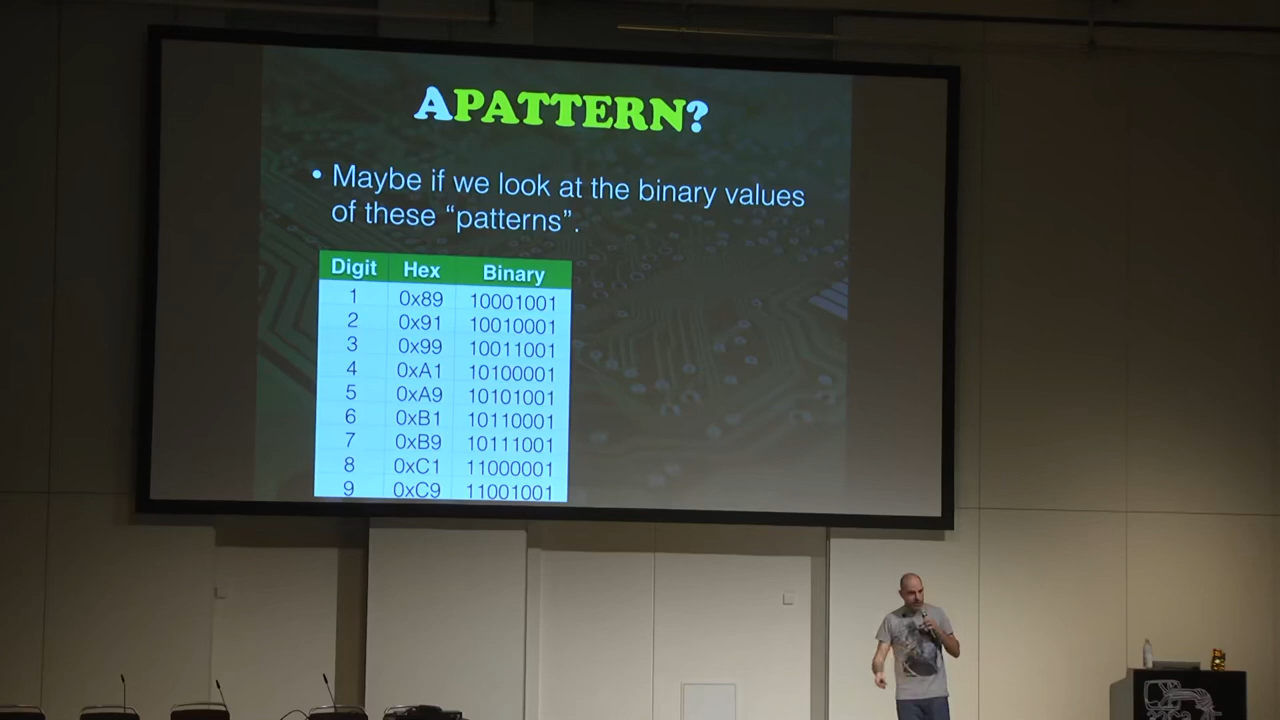 APATTERN?
• Maybe if we look at the binary values
of these “patterns”.
Digit Hex Binary
1 0x89 10001001
2 0x91 10010001
3 0x99 10011001
4 0xA1 10100001
5 0xA9 10101001
6 0xB1 10110001
7 0xB9 10111001
8 0xC1 11000001
9 0xC9 11001001